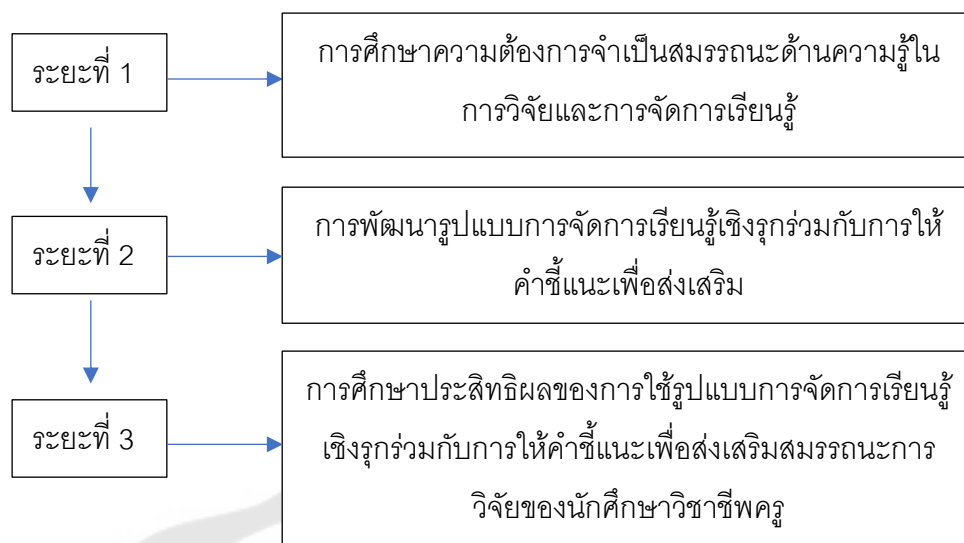 ระยะที่ 1
การศึกษาความต้องการจำเป็นสมรรถนะด้านความรู้ใน
การวิจัยและการจัดการเรียนรู้
ระยะที่ 2
การพัฒนารูปแบบการจัดการเรียนรู้เชิงรุกร่วมกับการให้
คำชี้แนะเพื่อส่งเสริม
ระยะที่ 3
การศึกษาประสิทธิผลของการใช้รูปแบบการจัดการเรียนรู้
เชิงรุกร่วมกับการให้คำชี้แนะเพื่อส่งเสริมสมรรถนะการ
วิจัยของนักศึกษาวิชาชีพครู